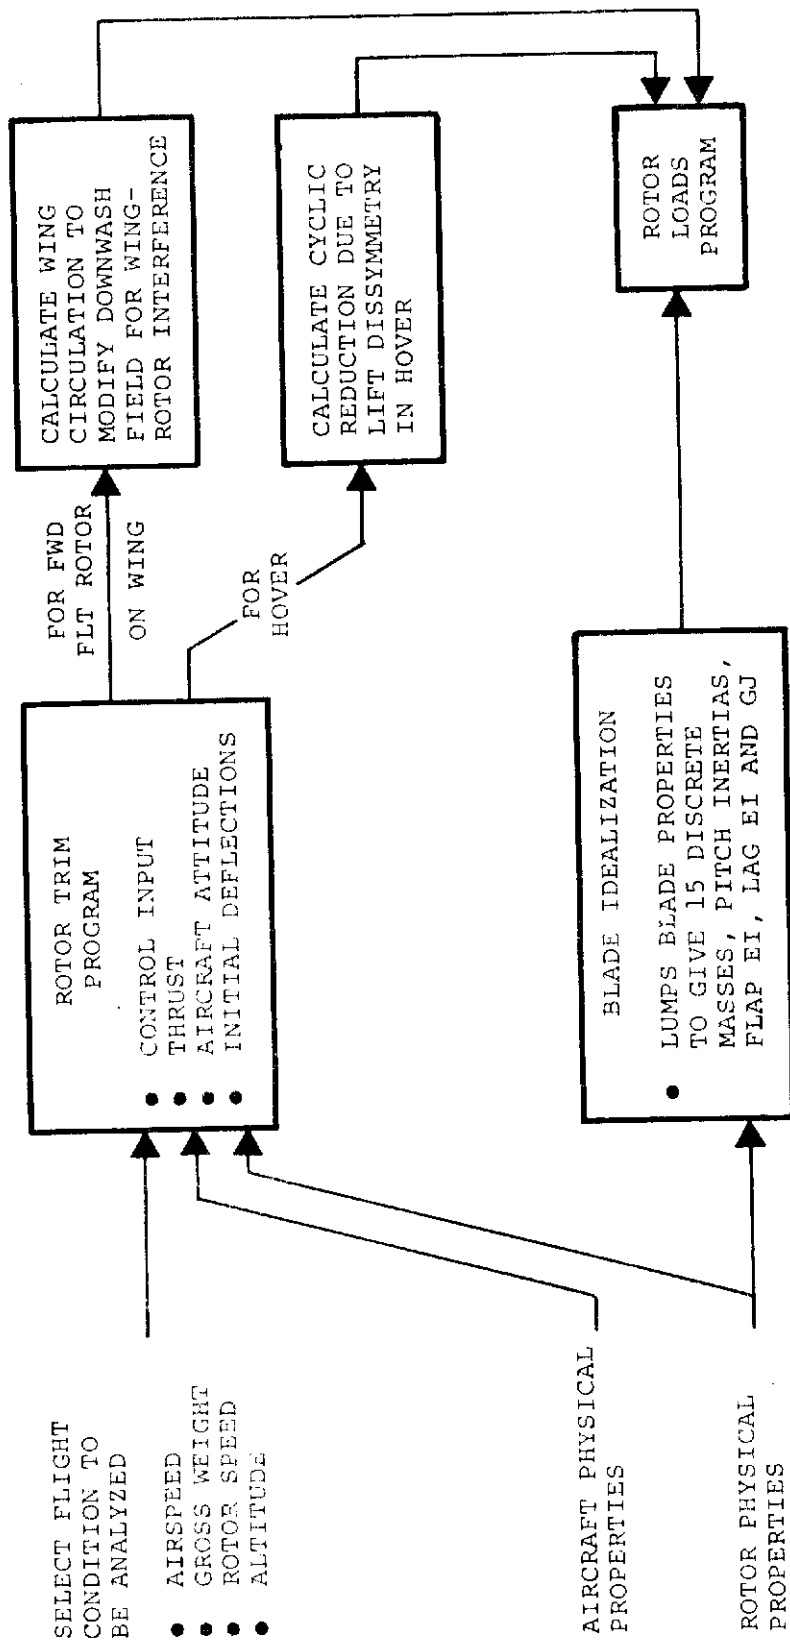 SELECT FLIGHT
CONDITION TO
BE ANALYZED
● AIRSPEED
● GROSS WEIGHT
● ROTOR SPEED
● ALTITUDE
AIRCRAFT PHYSICAL
PROPERTIES
ROTOR PHYSICAL
PROPERTIES
ROTOR TRIM
PROGRAM
● CONTROL INPUT
● THRUST
● AIRCRAFT ATTITUDE
● INITIAL DEFLECTIONS
BLADE IDEALIZATION
● LUMPS BLADE PROPERTIES
TO GIVE 15 DISCRETE
MASSES, PITCH INERTIAS,
FLAP EI, LAG EI AND GJ
FOR FWD
FLT ROTOR
ON WING
FOR
HOVER
CALCULATE WING
CIRCULATION TO
MODIFY DOWNWASH
FIELD FOR WING-
ROTOR INTERFERENCE
CALCULATE CYCLIC
REDUCTION DUE TO
LIFT DISSYMMETRY
IN HOVER
ROTOR
LOADS
PROGRAM